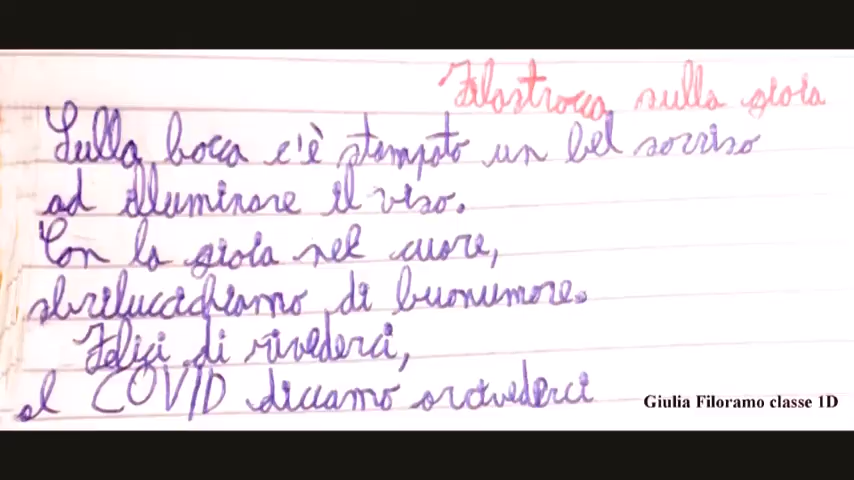 Filastrocca sulla gioia
Sulla bocca c'è stampato un bel sorriso
ad illuminare il viso.
Con la gioia nel cuore,
sbriluccichiamo di buonumore.
Felici di rivederci,
al COVID diciamo arrivederci
Giulia Filoramo classe 1D